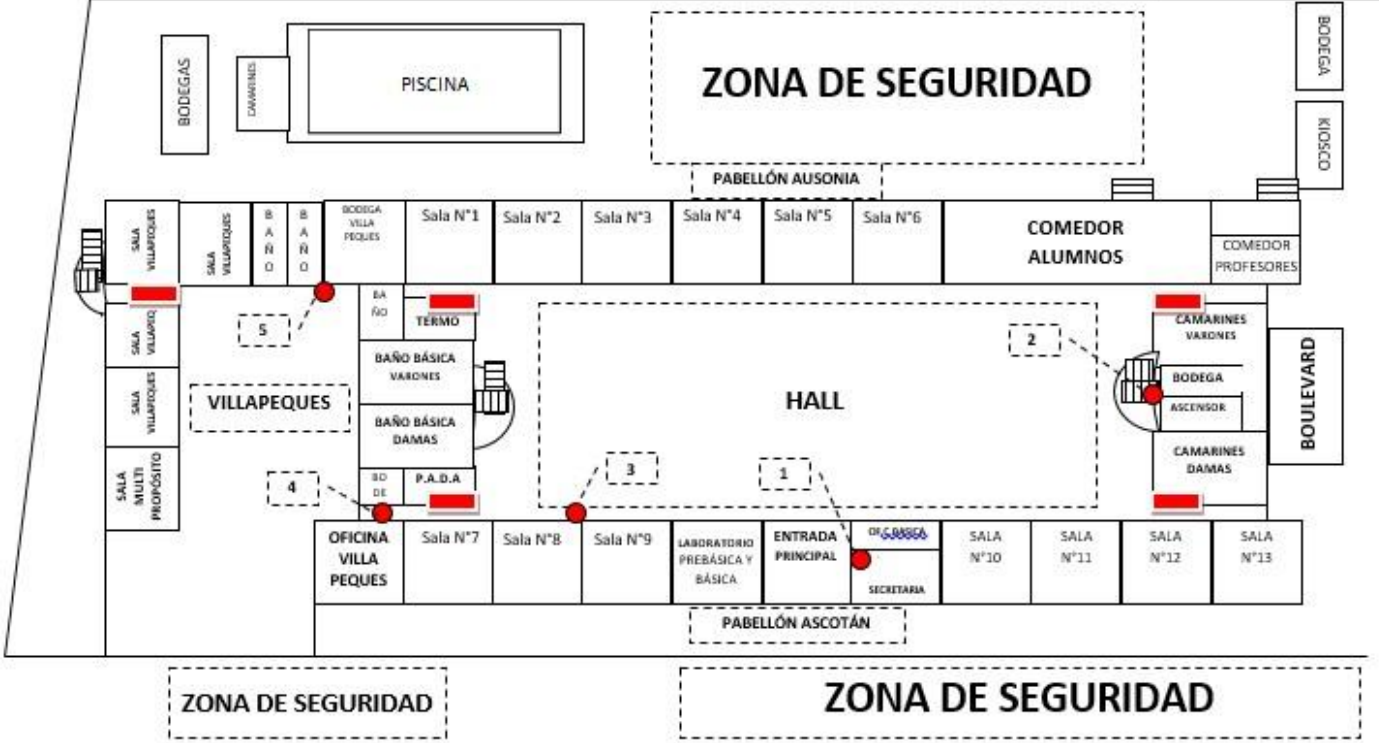 BODEGAS
CAMARINES
PISCINA
ZONA DE SEGURIDAD
BODEGA
KIOSCO
PABELLÓN AUSONIA
SALA
VILLAPEQUES
SALA
VILLAPEQUES
BAÑO
BAÑO
BODEGA
VILLA
PEQUES
Sala N°1
Sala N°2
Sala N°3
Sala N°4
Sala N°5
Sala N°6
COMEDOR
ALUMNOS
COMEDOR
PROFESORES
5
BA
ÑO
TERMO
SALA
VILLAPEQ
BAÑO BÁSICA
VARONES
2
CAMARINES
VARONES
BODEGA
ASCENSOR
BOULEVARD
SALA
VILLAPEQUES
VILLAPEQUES
HALL
BAÑO BÁSICA
DAMAS
CAMARINES
DAMAS
SALA
MULTI
PROPÓSITO
4
BO
DE
P.A.D.A
3
1
OFICINA
VILLA
PEQUES
Sala N°7
Sala N°8
Sala N°9
LABORATORIO
PREBÁSICA Y
BÁSICA
ENTRADA
PRINCIPAL
SECRETARIA
SALA
N°10
SALA
N°11
SALA
N°12
SALA
N°13
PABELLÓN ASCOTÁN
ZONA DE SEGURIDAD
ZONA DE SEGURIDAD